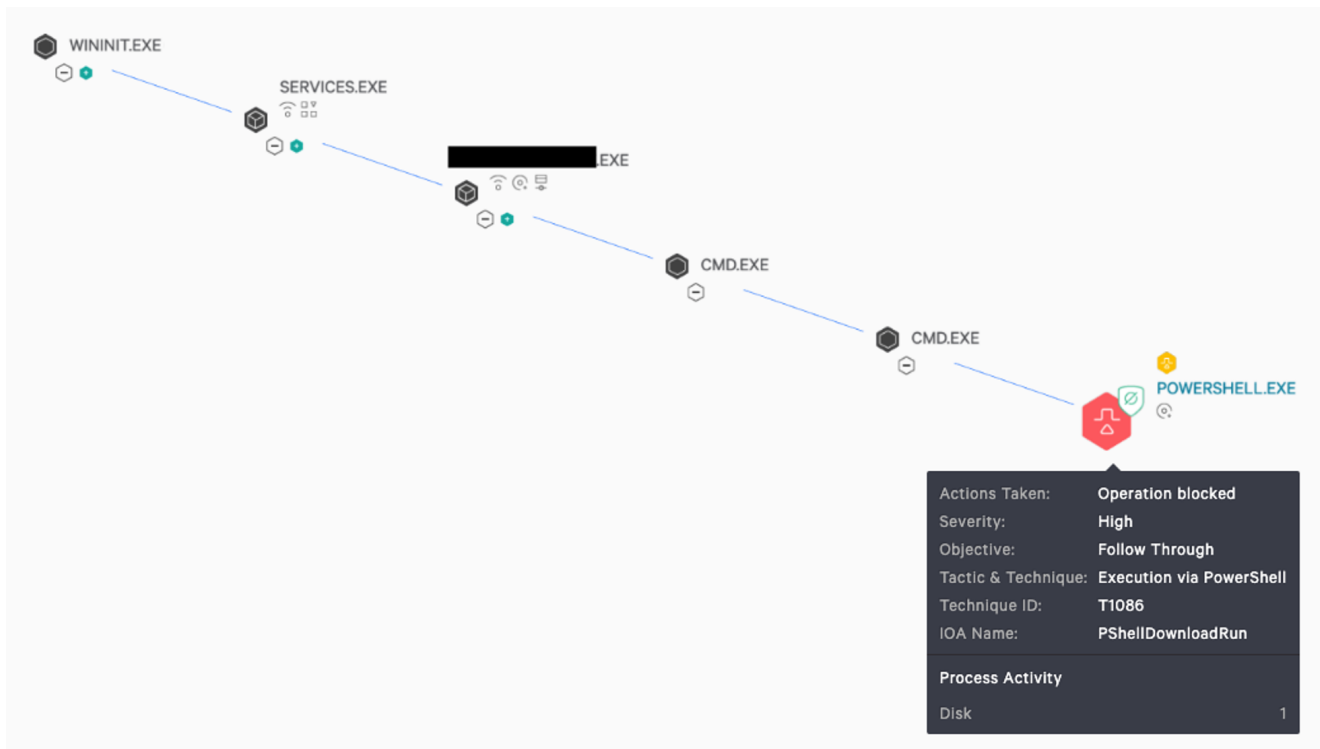 WININIT.EXE
SERVICES.EXE
.EXE
CMD.EXE
CMD.EXE
POWERSHELL.EXE
Actions Taken: Operation blocked
Severity: High
Objective: Follow Through
Tactic & Technique: Execution via PowerShell
Technique ID: T1086
IOA Name: PShellDownloadRun
Process Activity
Disk 1